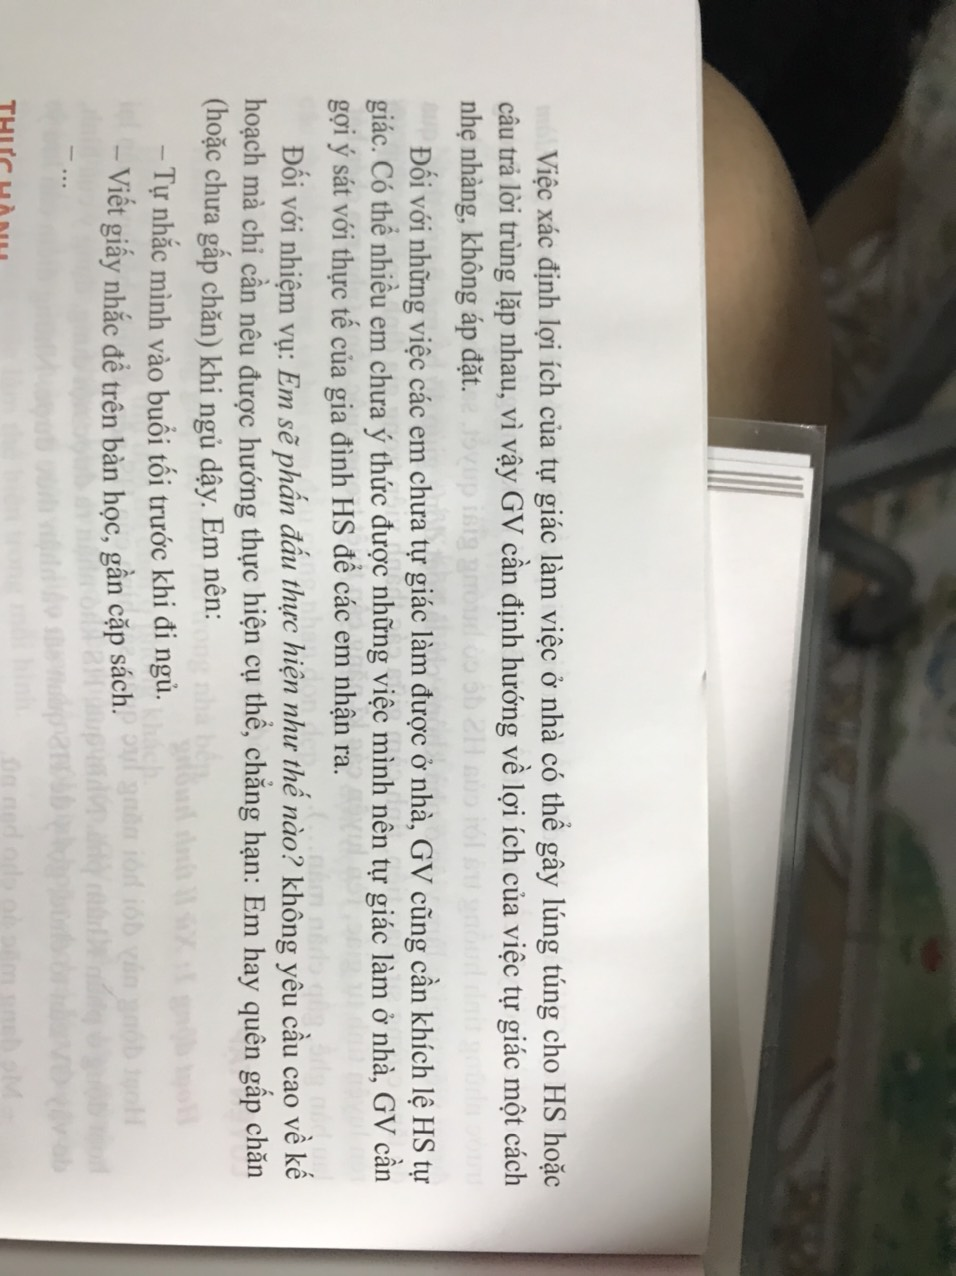 Việc xác định lợi ích của tự giác làm việc ở nhà có thể gây lúng túng cho HS hoặc
câu trả lời trùng lặp nhau, vì vậy GV cần định hướng về lợi ích của việc tự giác một cách
nhẹ nhàng, không áp đặt.
Đối với những việc các em chưa tự giác làm được ở nhà, GV cũng cần khích lệ HS tự
giác. Có thể nhiều em chưa ý thức được những việc mình nên tự giác làm ở nhà, GV cần
gợi ý sát với thực tế của gia đình HS để các em nhận ra.
Đối với nhiệm vụ: Em sẽ phấn đấu thực hiện như thế nào? không yêu cầu cao về kế
hoạch mà chỉ cần nêu được hướng thực hiện cụ thể, chẳng hạn: Em hay quên gấp chăn
(hoặc chưa gấp chăn) khi ngủ dậy. Em nên:
– Tự nhắc mình vào buổi tối trước khi đi ngủ.
– Viết giấy nhắc để trên bàn học, gần cặp sách.
– ...
THỰC HÀNH